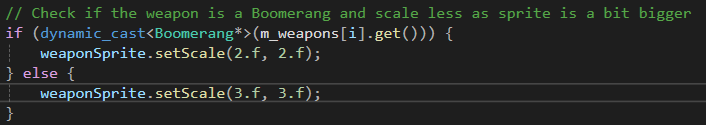 // Check if the weapon is a Boomerang and scale less as sprite is a bit bigger
if (dynamic_cast<Boomerang*>(m_weapons[i].get())) {
    weaponSprite.setScale(2.f, 2.f);
} else {
    weaponSprite.setScale(3.f, 3.f);
}